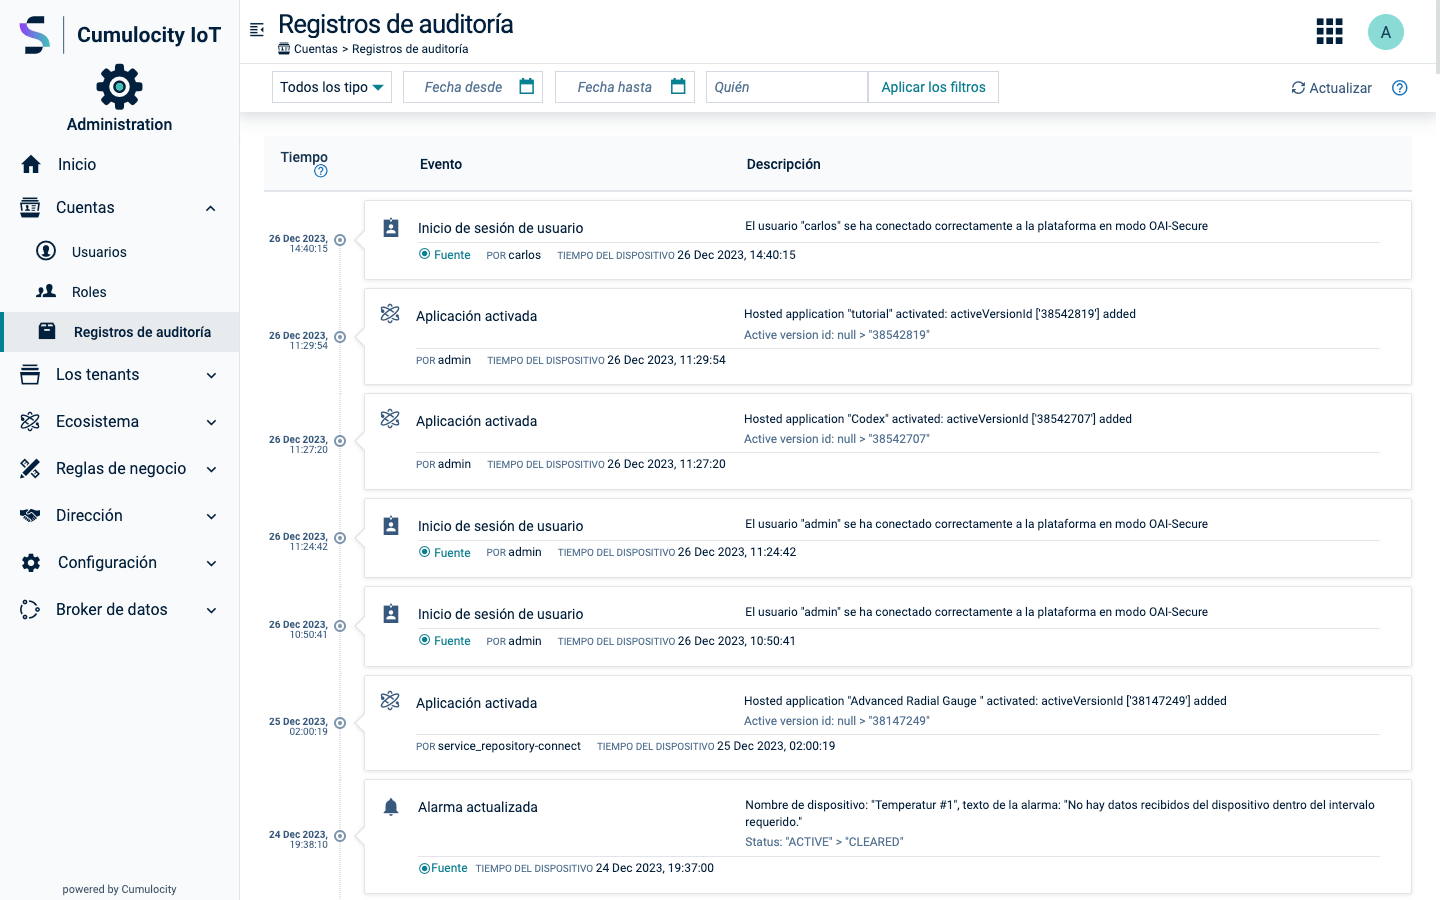 Cumulocity IoT
Administration
Inicio
Cuentas
Usuarios
Roles
Registros de auditoría
Los tenants
Ecosistema
Reglas de negocio
Dirección
Configuración
Broker de datos
powered by Cumulocity
Registros de auditoría
Cuentas > Registros de auditoría
A
Todos los tipo
Fecha desde
Fecha hasta
Quién
Aplicar los filtros
Actualizar
Tiempo
Evento
Descripción
26 Dec 2023,
14:40:15
Inicio de sesión de usuario
El usuario "carlos" se ha conectado correctamente a la plataforma en modo OAI-Secure
Fuente POR carlos TIEMPO DEL DISPOSITIVO 26 Dec 2023, 14:40:15
26 Dec 2023,
11:29:54
Aplicación activada
Hosted application "tutorial" activated: activeVersionId ['38542819'] added
Active version id: null > "38542819"
POR admin TIEMPO DEL DISPOSITIVO 26 Dec 2023, 11:29:54
26 Dec 2023,
11:27:20
Aplicación activada
Hosted application "Codex" activated: activeVersionId ['38542707'] added
Active version id: null > "38542707"
POR admin TIEMPO DEL DISPOSITIVO 26 Dec 2023, 11:27:20
26 Dec 2023,
11:24:42
Inicio de sesión de usuario
El usuario "admin" se ha conectado correctamente a la plataforma en modo OAI-Secure
Fuente POR admin TIEMPO DEL DISPOSITIVO 26 Dec 2023, 11:24:42
26 Dec 2023,
10:50:41
Inicio de sesión de usuario
El usuario "admin" se ha conectado correctamente a la plataforma en modo OAI-Secure
Fuente POR admin TIEMPO DEL DISPOSITIVO 26 Dec 2023, 10:50:41
25 Dec 2023,
02:00:19
Aplicación activada
Hosted application "Advanced Radial Gauge " activated: activeVersionId ['38147249'] added
Active version id: null > "38147249"
POR service_repository-connect TIEMPO DEL DISPOSITIVO 25 Dec 2023, 02:00:19
24 Dec 2023,
19:38:10
Alarma actualizada
Nombre de dispositivo: "Temperatur #1", texto de la alarma: "No hay datos recibidos del dispositivo dentro del intervalo
requerido."
Status: "ACTIVE" > "CLEARED"
Fuente TIEMPO DEL DISPOSITIVO 24 Dec 2023, 19:37:00